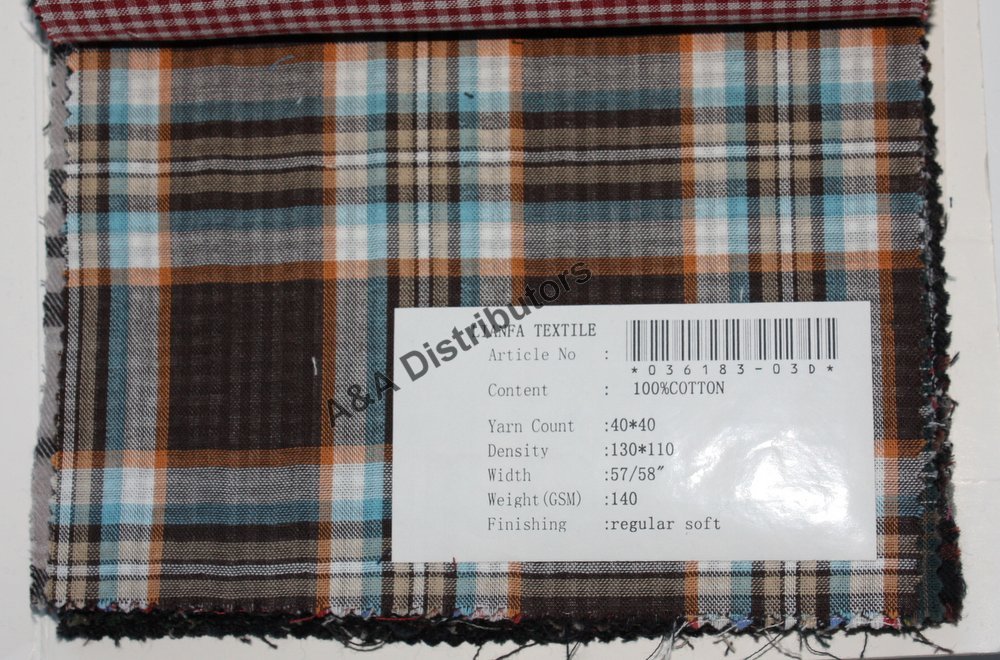 TEXTILE
Article No :
*036183-03D*
Content : 100%COTTON
Yarn Count :40*40
Density :130*110
Width :57/58"
Weight(GSM) :140
Finishing :regular soft
A&A Distributors